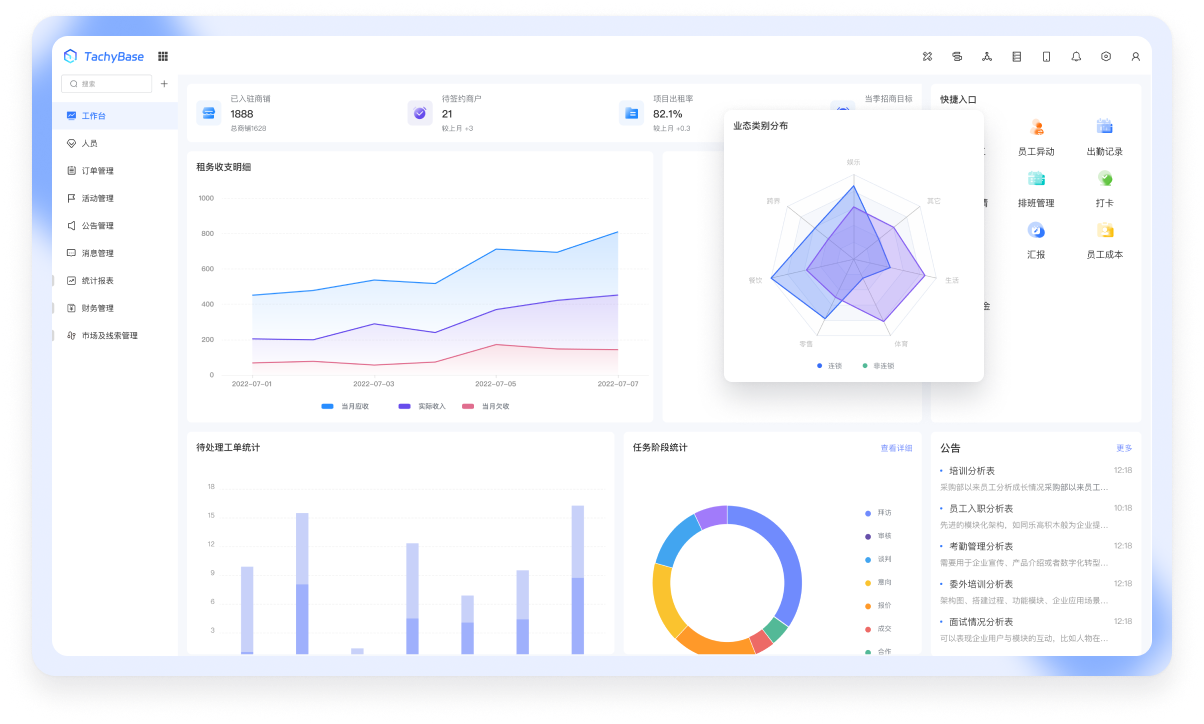 TachyBase
搜索
工作台
人员
订单管理
活动管理
公告管理
消息管理
统计报表
财务管理
市场及线索管理
已入驻商铺
1888
总商铺1628
待签约商户
21
较上月 +3
项目出租率
82.1%
较上月 +0.3
当季招商目标
快捷入口
员工异动
出勤记录
排班管理
打卡
汇报
员工成本
租务收支明细
1000
800
600
400
200
0
2022-07-01
2022-07-03
2022-07-05
2022-07-07
当月应收
实际收入
当月欠收
业态类别分布
娱乐
跨界
其它
餐饮
生活
零售
体育
连锁
非连锁
待处理工单统计
18
15
12
9
6
3
任务阶段统计
查看详细
拜访
审核
谈判
意向
报价
成交
合作
公告
更多
培训分析表
12:18
采购部以来员工分析成长情况采购部以来员工...
员工入职分析表
10:18
先进的模块化架构，如同乐高积木般为企业提...
考勤管理分析表
12:18
需要用于企业宣传、产品介绍或者数字化转型...
委外培训分析表
12:18
架构图、搭建过程、功能模块、企业应用场景...
面试情况分析表
12:18
可以表现企业用户与模块的互动，比如人物在...